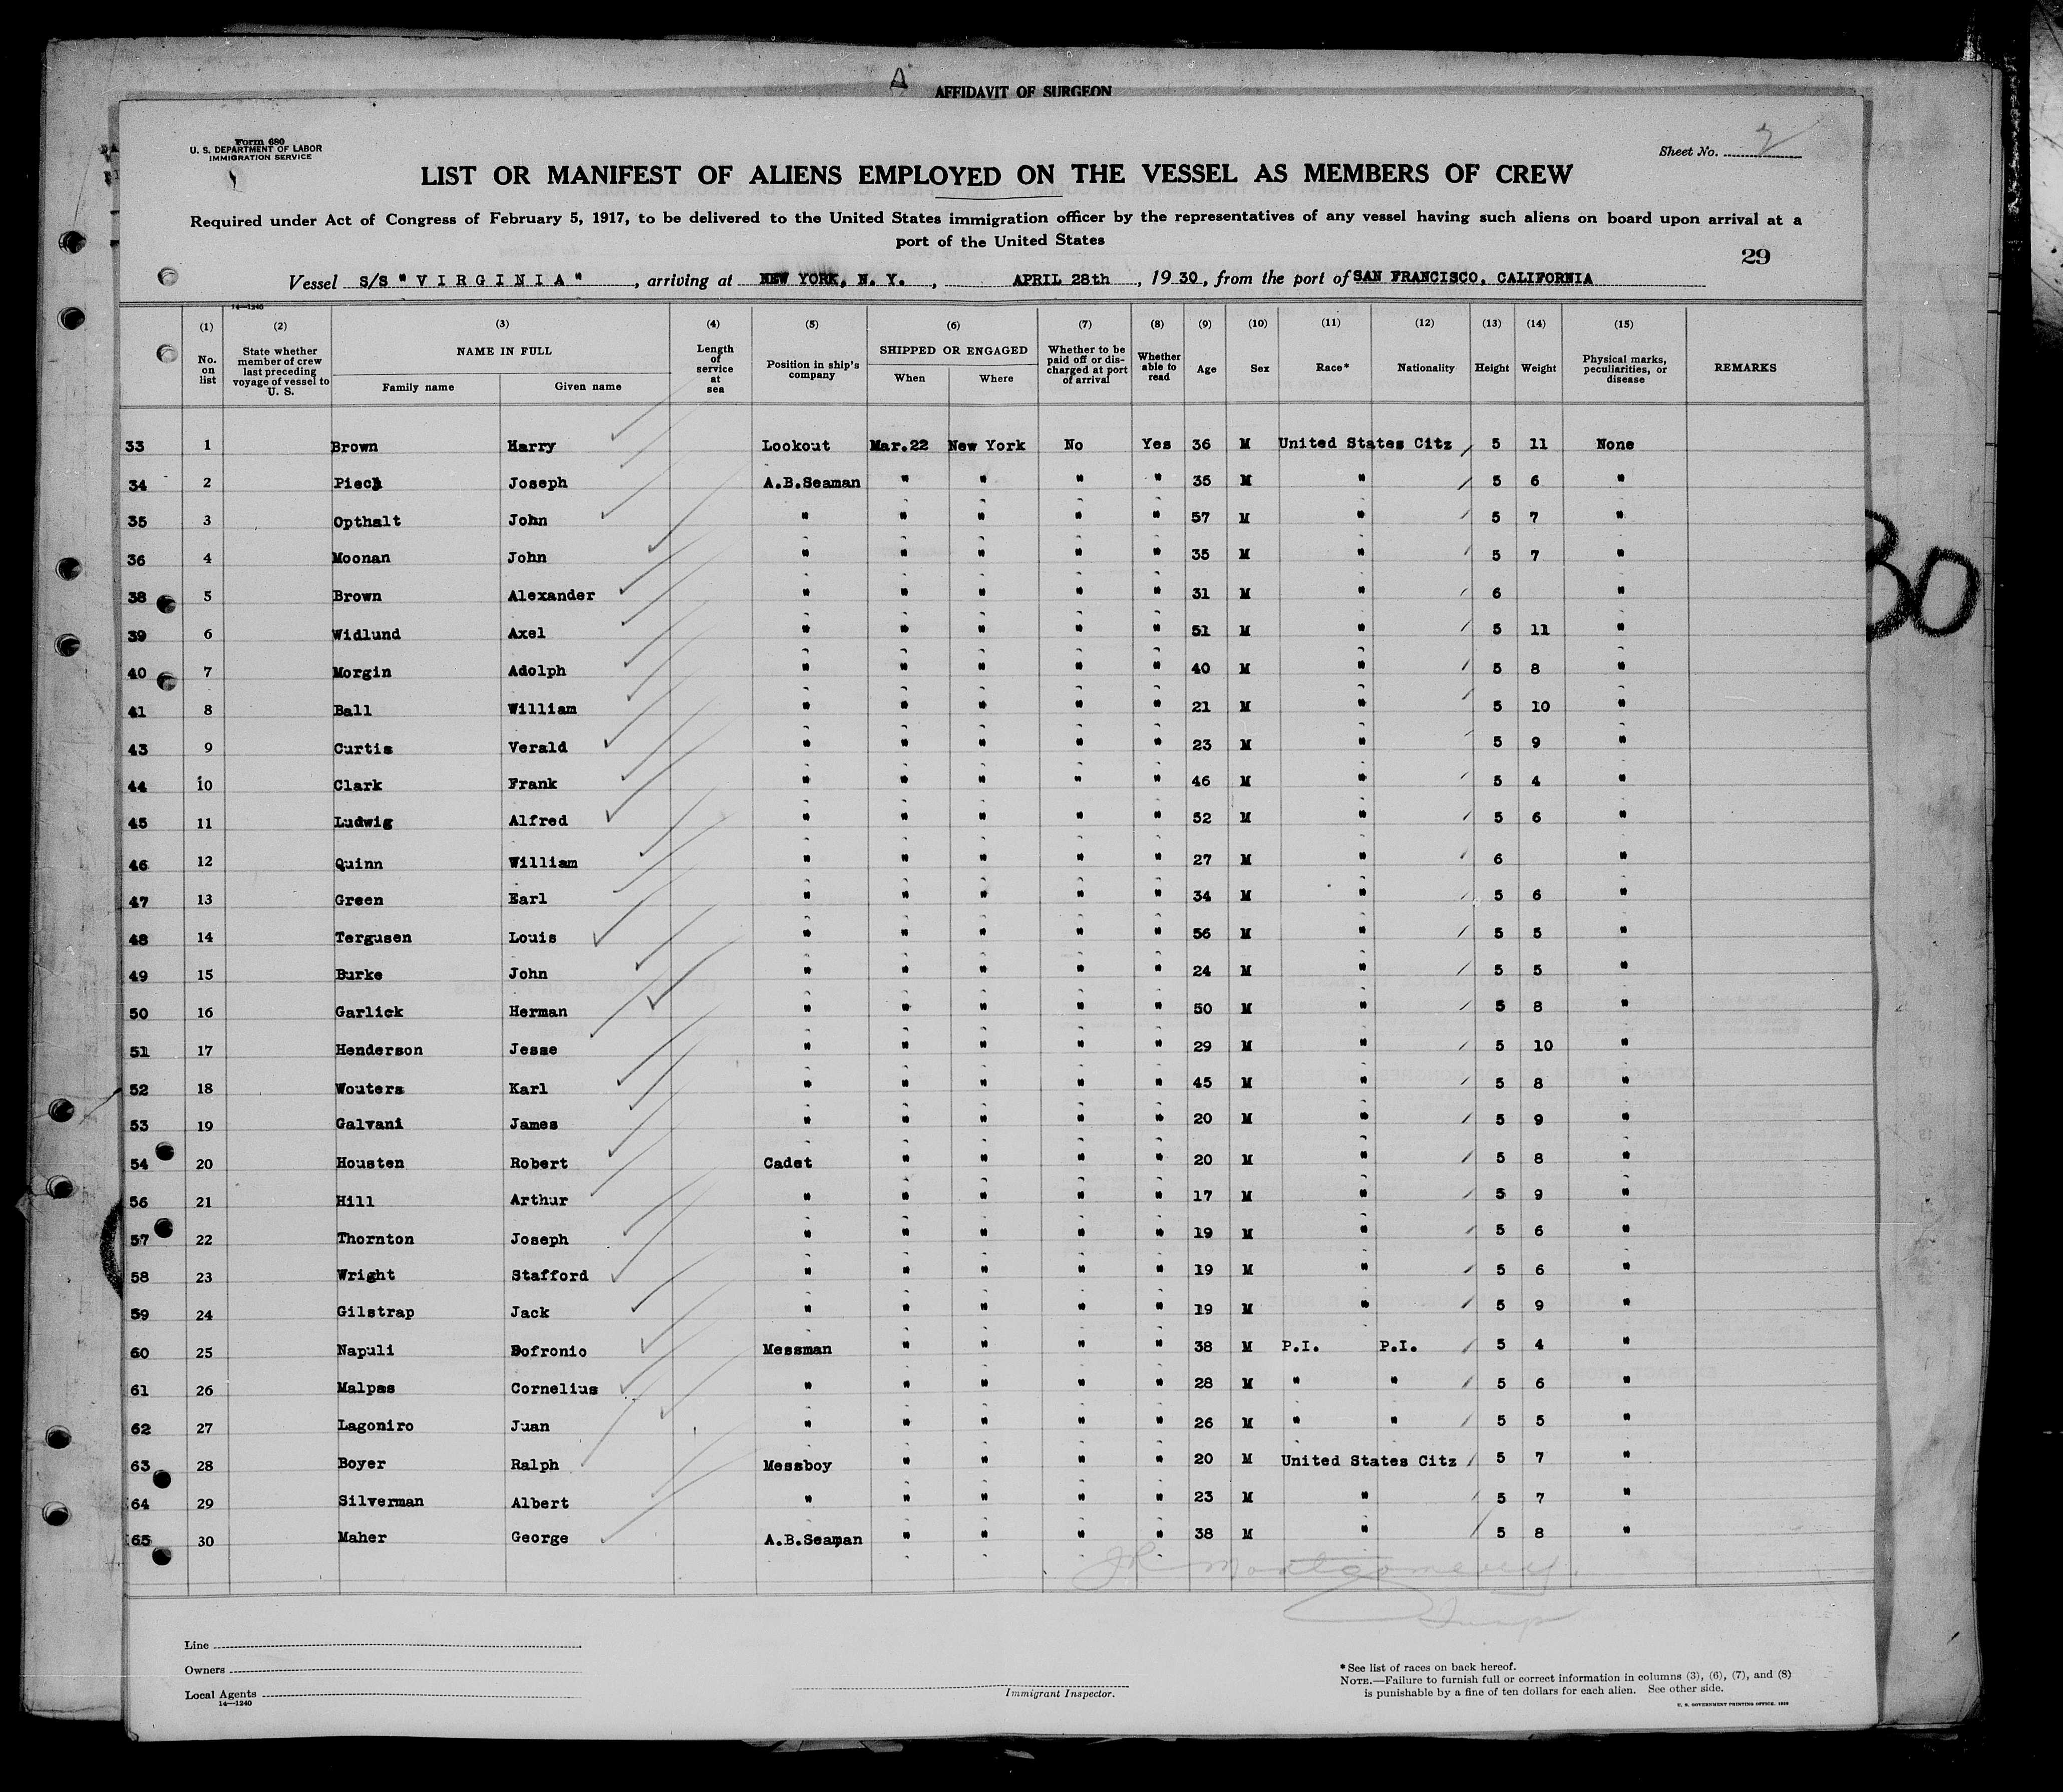 A
AFFIDAVIT OF SURGEON
Form 680
U. S. DEPARTMENT OF LABOR
IMMIGRATION SERVICE
Sheet No. 2
LIST OR MANIFEST OF ALIENS EMPLOYED ON THE VESSEL AS MEMBERS OF CREW
Required under Act of Congress of February 5, 1917, to be delivered to the United States immigration officer by the representatives of any vessel having such aliens on board upon arrival at a
port of the United States
29
Vessel S/S "VIRGINIA", arriving at NEW YORK, N. Y., APRIL 28th, 1930, from the port of SAN FRANCISCO, CALIFORNIA
14—1240
(1) No. on list (2) State whether member of crew last preceding voyage of vessel to U. S. (3) NAME IN FULL Family name Given name (4) Length of service at sea (5) Position in ship's company (6) SHIPPED OR ENGAGED When Where (7) Whether to be paid off or discharged at port of arrival (8) Whether able to read (9) Age (10) Sex (11) Race* (12) Nationality (13) Height (14) Weight (15) Physical marks, peculiarities, or disease REMARKS
33 1 Brown Harry Lookout Mar.22 New York No Yes 36 M United States Citz 5 11 None
34 2 Piech Joseph A.B.Seaman " " " " 35 M " 5 6 "
35 3 Opthalt John " " " " " 57 M " 5 7 "
36 4 Moonan John " " " " " 35 M " 5 7 "
38 5 Brown Alexander " " " " " 31 M " 6 "
39 6 Widlund Axel " " " " " 51 M " 5 11 "
40 7 Morgin Adolph " " " " " 40 M " 5 8 "
41 8 Ball William " " " " " 21 M " 5 10 "
43 9 Curtis Verald " " " " " 23 M " 5 9 "
44 10 Clark Frank " " " " " 46 M " 5 4 "
45 11 Ludwig Alfred " " " " " 52 M " 5 6 "
46 12 Quinn William " " " " " 27 M " 6 "
47 13 Green Earl " " " " " 34 M " 5 6 "
48 14 Tergusen Louis " " " " " 56 M " 5 5 "
49 15 Burke John " " " " " 24 M " 5 5 "
50 16 Garlick Herman " " " " " 50 M " 5 8 "
51 17 Henderson Jesse " " " " " 29 M " 5 10 "
52 18 Wouters Karl " " " " " 45 M " 5 8 "
53 19 Galvani James " " " " " 20 M " 5 9 "
54 20 Housten Robert Cadet " " " " 20 M " 5 8 "
56 21 Hill Arthur " " " " " 17 M " 5 9 "
57 22 Thornton Joseph " " " " " 19 M " 5 6 "
58 23 Wright Stafford " " " " " 19 M " 5 6 "
59 24 Gilstrap Jack " " " " " 19 M " 5 9 "
60 25 Napuli Sofronio Messman " " " " 38 M P.I. P.I. 5 4 "
61 26 Malpas Cornelius " " " " " 28 M " " 5 6 "
62 27 Lagoniro Juan " " " " " 26 M " " 5 5 "
63 28 Boyer Ralph Messboy " " " " 20 M United States Citz 5 7 "
64 29 Silverman Albert " " " " " 23 M " 5 7 "
65 30 Maher George A.B.Seaman " " " " 38 M " 5 8 "
JR Montgomery
Insp
Line
Owners
Local Agents
14—1240
Immigrant Inspector.
*See list of races on back hereof.
NOTE.—Failure to furnish full or correct information in columns (3), (6), (7), and (8)
is punishable by a fine of ten dollars for each alien. See other side.
U. S. GOVERNMENT PRINTING OFFICE. 1929
30